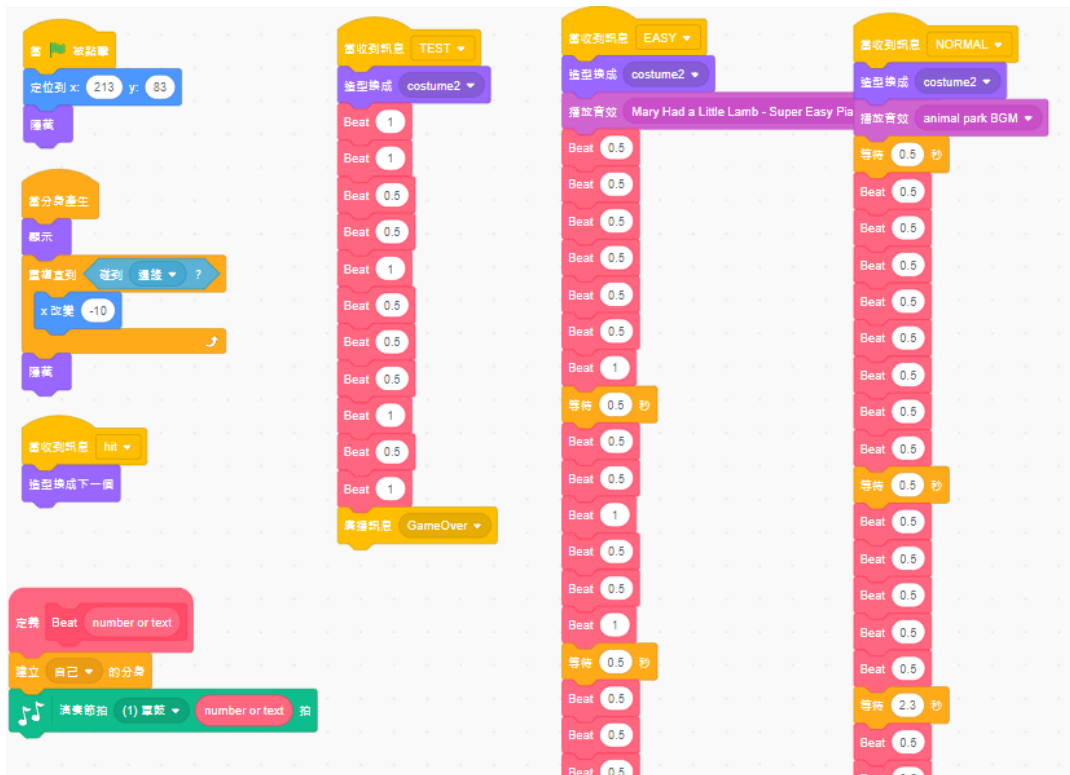 當 被點擊
定位到 x: 213 y: 83
隱藏
當分身產生
顯示
重複直到 碰到 邊緣 ?
x 改變 -10
隱藏
當收到訊息 hit
造型換成下一個
定義 Beat number or text
建立 自己 的分身
演奏節拍 (1) 軍鼓 number or text 拍
當收到訊息 TEST
造型換成 costume2
Beat 1
Beat 1
Beat 0.5
Beat 0.5
Beat 1
Beat 0.5
Beat 0.5
Beat 0.5
Beat 1
Beat 0.5
Beat 1
廣播訊息 GameOver
當收到訊息 EASY
造型換成 costume2
播放音效 Mary Had a Little Lamb - Super Easy Pia
Beat 0.5
Beat 0.5
Beat 0.5
Beat 0.5
Beat 0.5
Beat 0.5
Beat 1
等待 0.5 秒
Beat 0.5
Beat 0.5
Beat 1
Beat 0.5
Beat 0.5
Beat 1
等待 0.5 秒
Beat 0.5
Beat 0.5
Beat 0.5
當收到訊息 NORMAL
造型換成 costume2
播放音效 animal park BGM
等待 0.5 秒
Beat 0.5
Beat 0.5
Beat 0.5
Beat 0.5
Beat 0.5
Beat 0.5
Beat 0.5
Beat 0.5
等待 0.5 秒
Beat 0.5
Beat 0.5
Beat 0.5
Beat 0.5
Beat 0.5
等待 2.3 秒
Beat 0.5